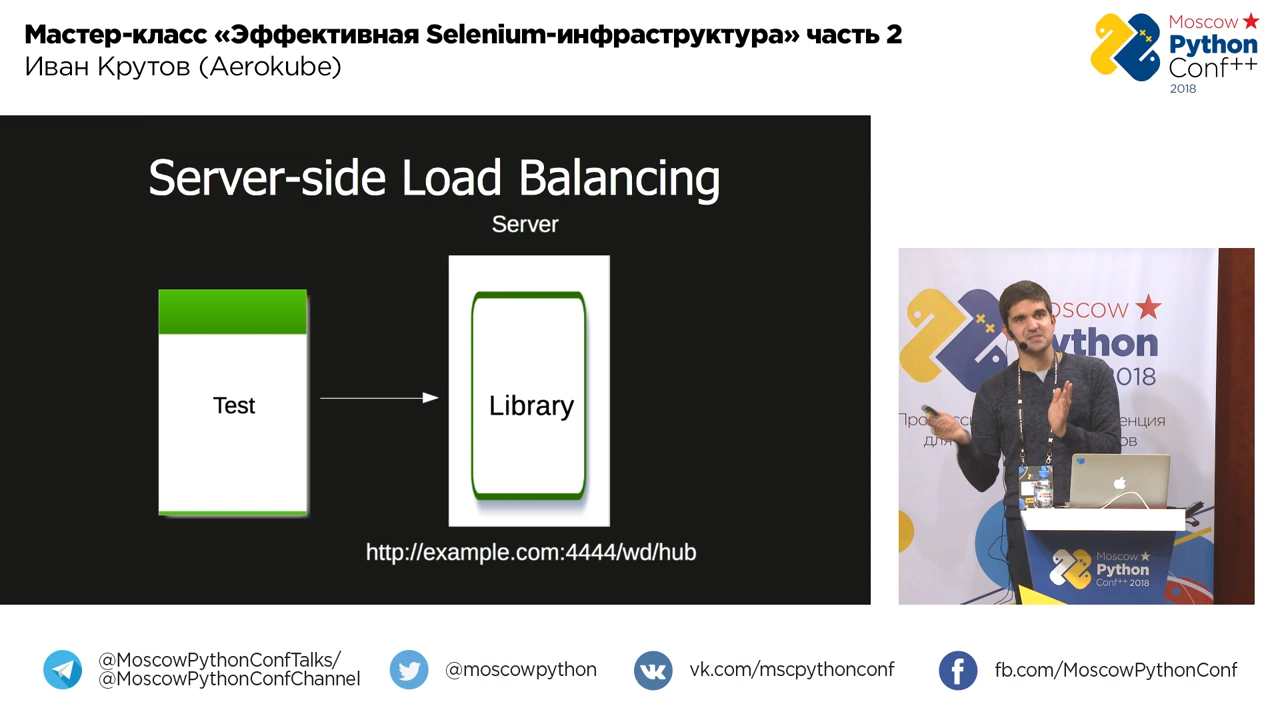 Мастер-класс «Эффективная Selenium-инфраструктура» часть 2
Иван Крутов (Aerokube)
Moscow
Python
Conf++
2018
Server-side Load Balancing
Server
Test
Library
http://example.com:4444/wd/hub
oscow
ython
2018
Moscow
Python
Conf++ 2018
@MoscowPythonConfTalks/
@MoscowPythonConfChannel
@moscowpython
vk.com/mscpythonconf
fb.com/MoscowPythonConf